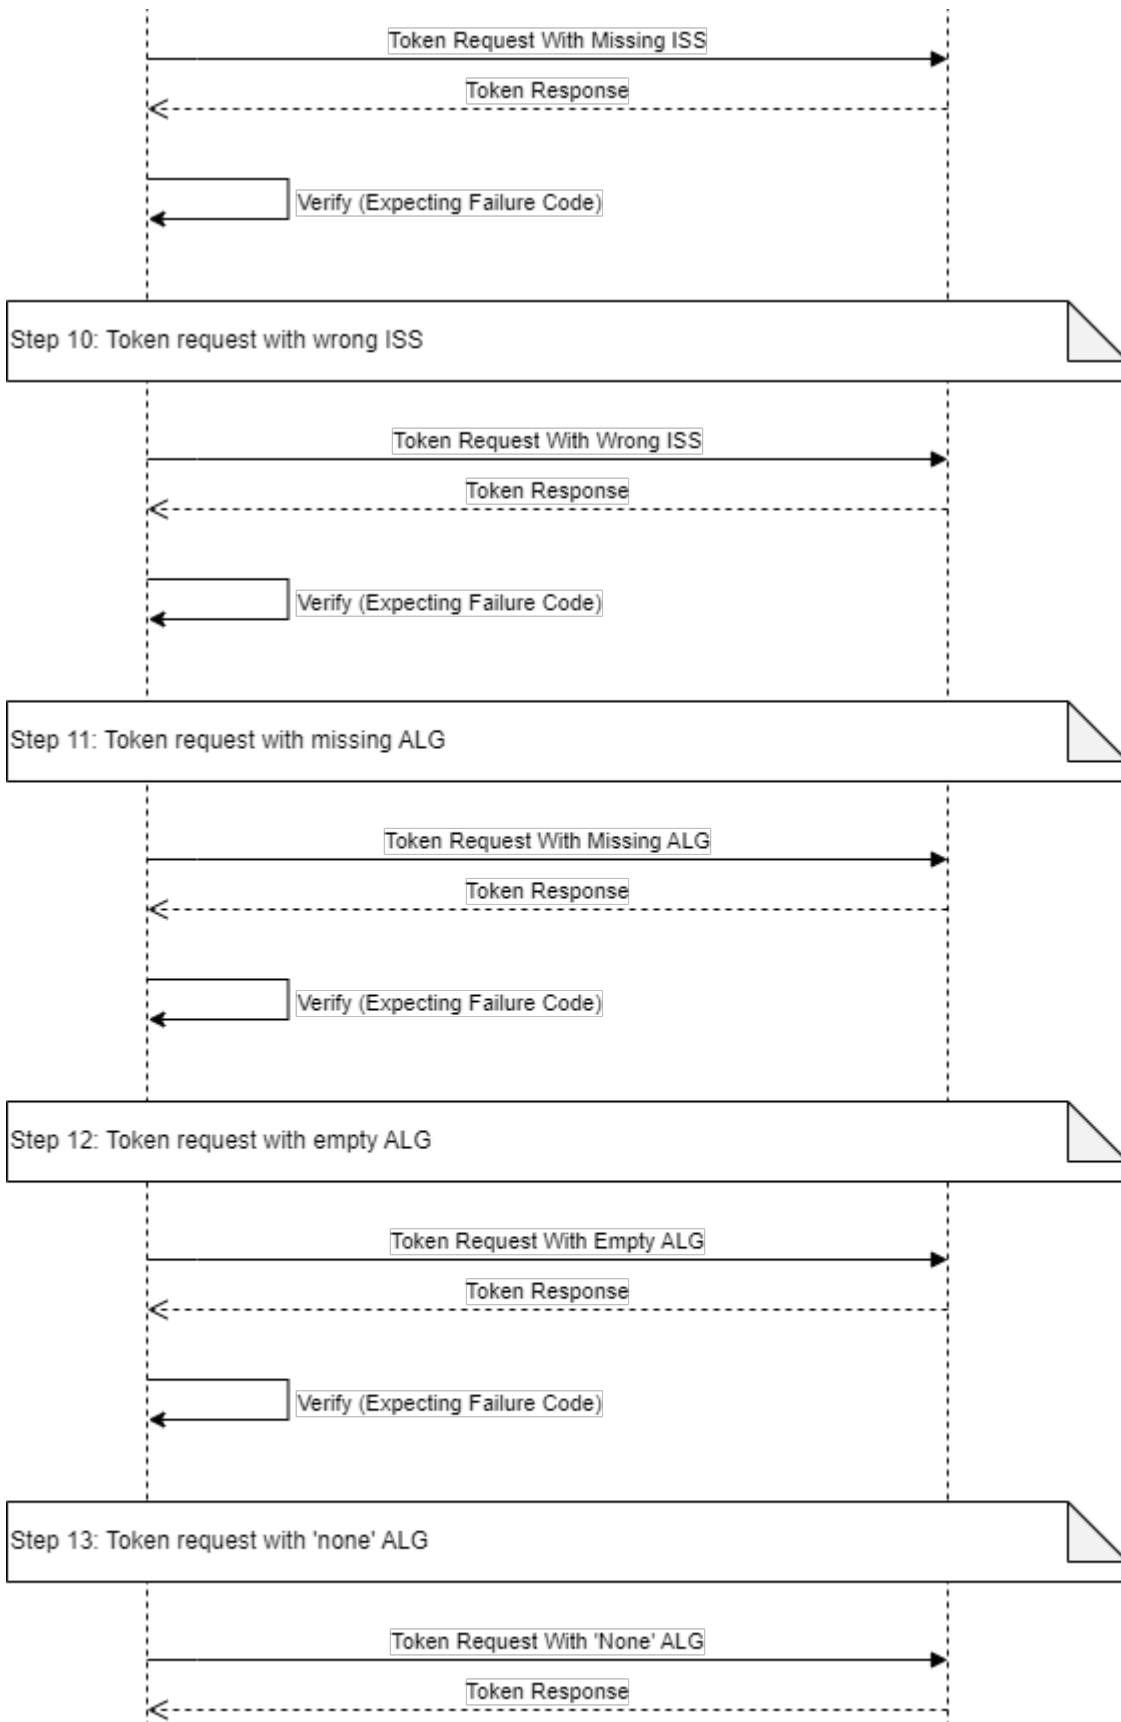 Token Request With Missing ISS
Token Response
Verify (Expecting Failure Code)
Step 10: Token request with wrong ISS
Token Request With Wrong ISS
Token Response
Verify (Expecting Failure Code)
Step 11: Token request with missing ALG
Token Request With Missing ALG
Token Response
Verify (Expecting Failure Code)
Step 12: Token request with empty ALG
Token Request With Empty ALG
Token Response
Verify (Expecting Failure Code)
Step 13: Token request with 'none' ALG
Token Request With 'None' ALG
Token Response